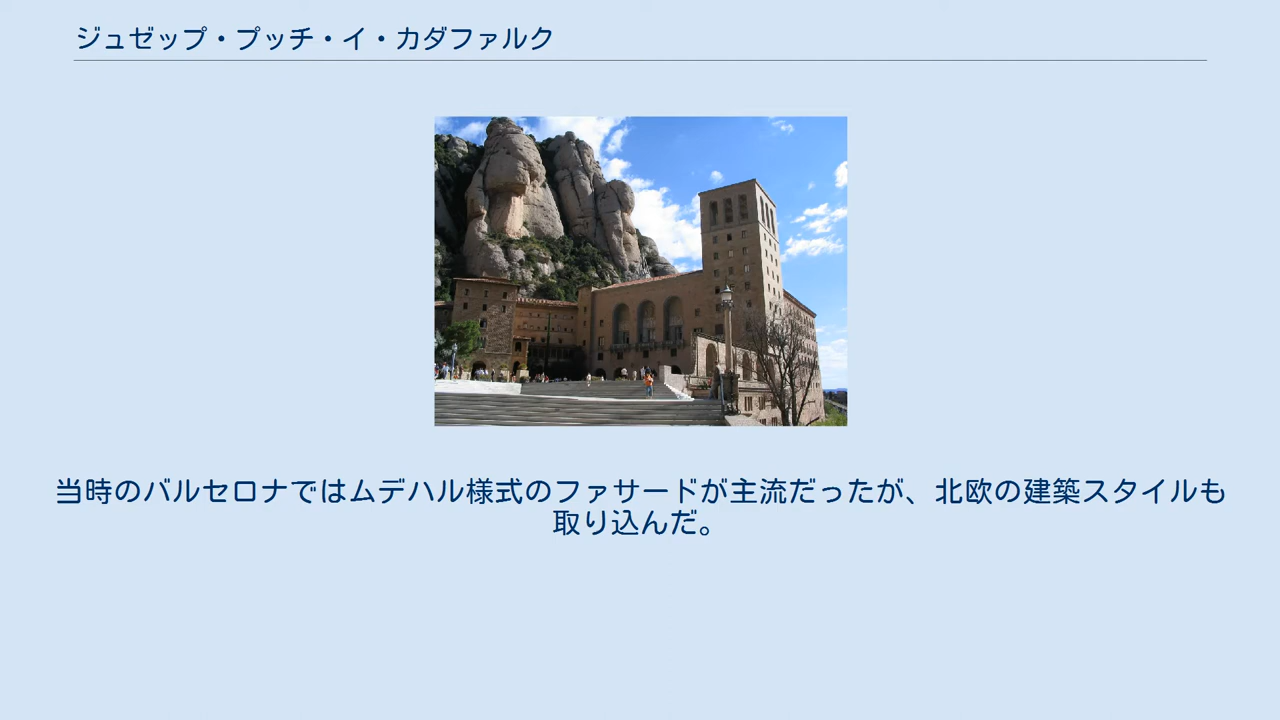 ジュゼップ・プッチ・イ・カダファルク
当時のバルセロナではムデハル様式のファサードが主流だったが、北欧の建築スタイルも
取り込んだ。